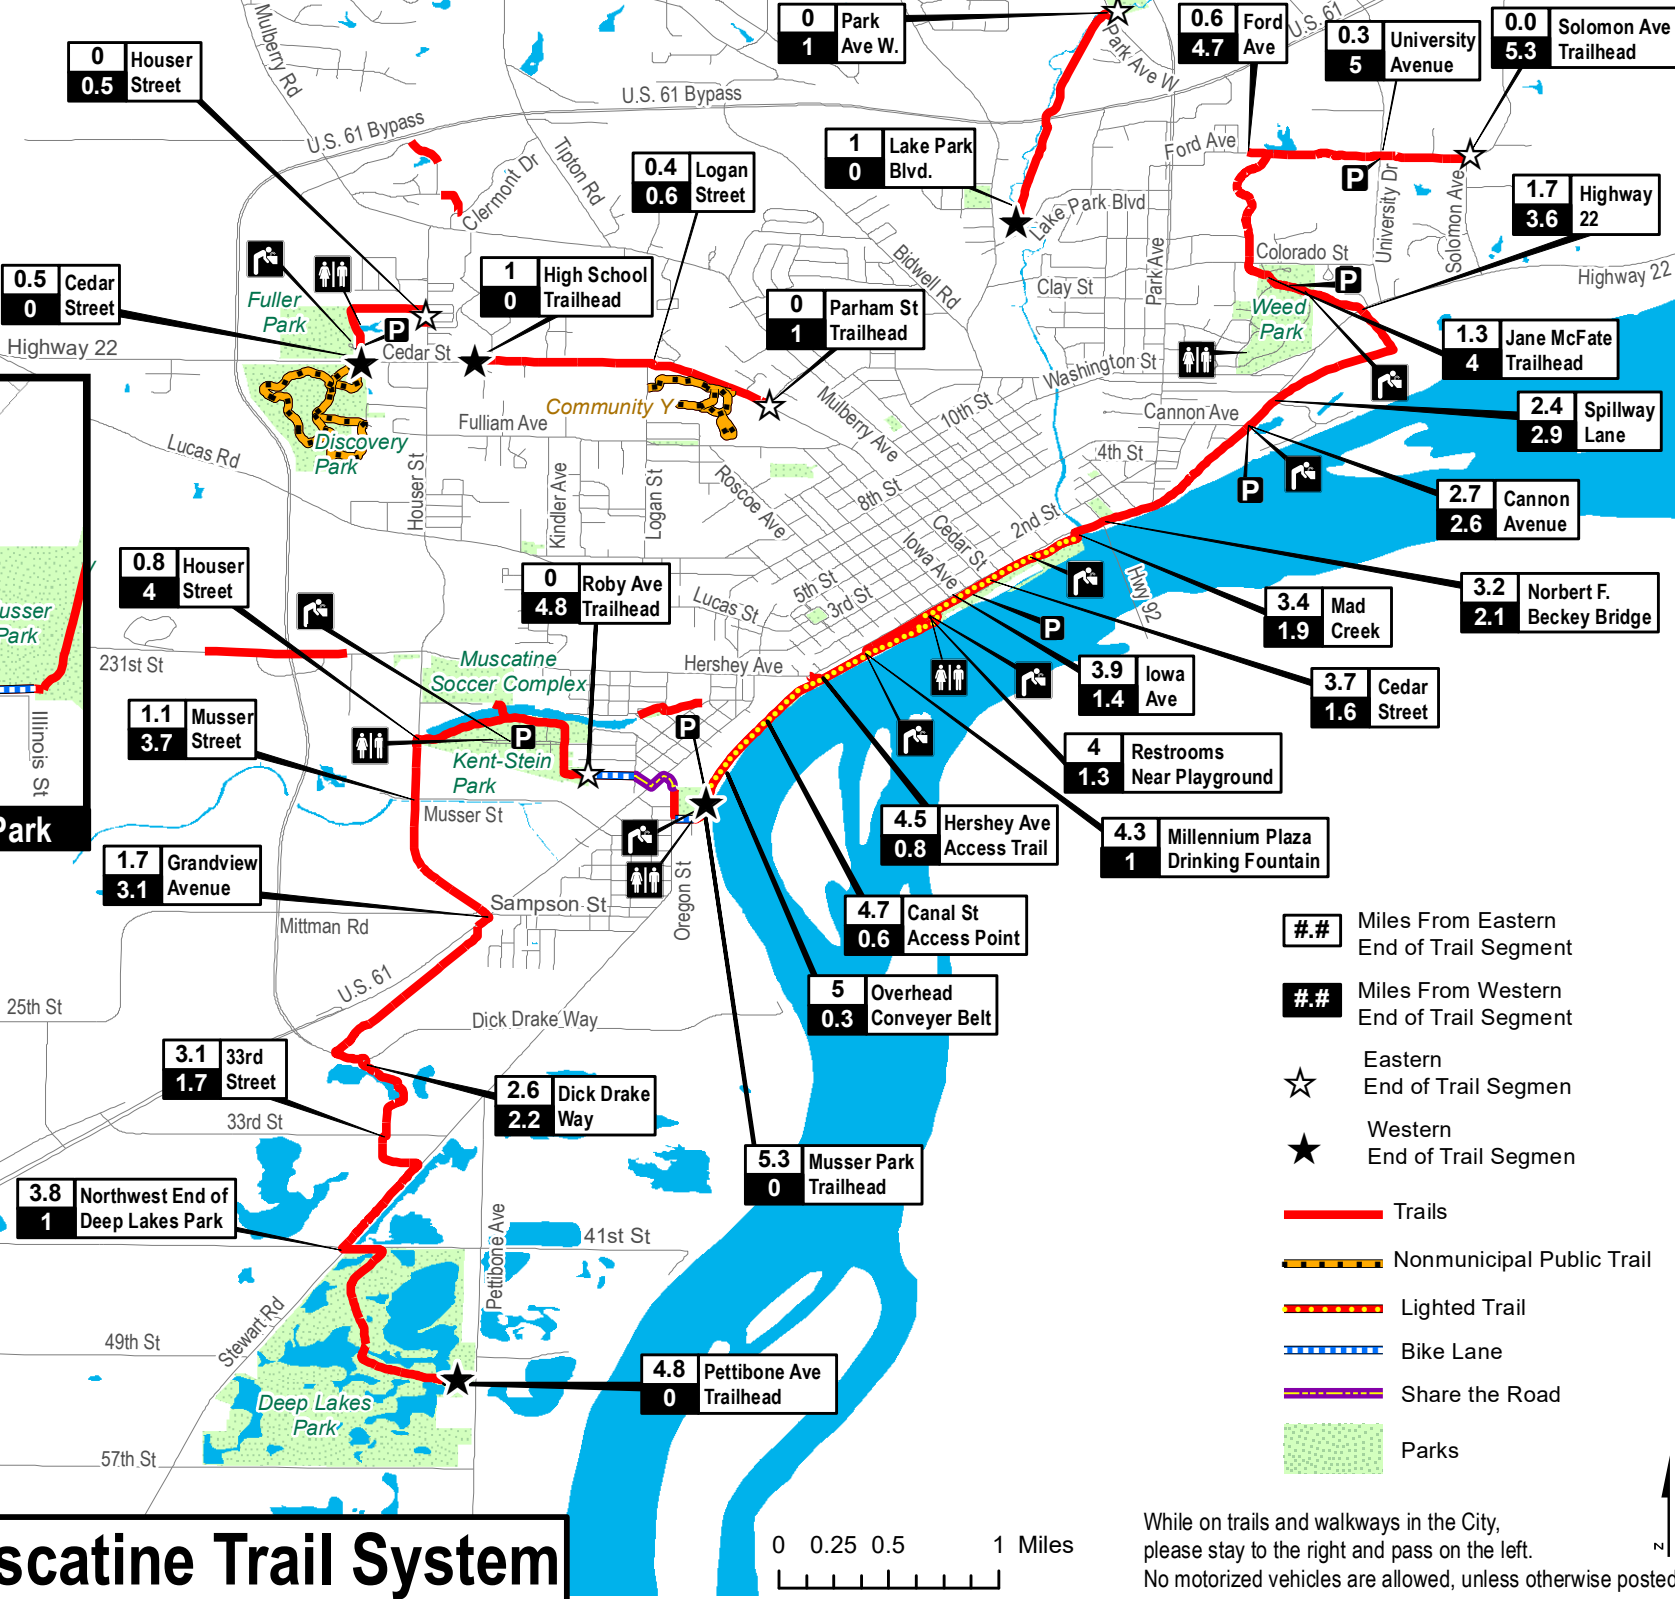 0
1
Park
Ave W.
0.6
4.7
Ford
Ave
U.S. 61
0.3
5
University
Avenue
0.0
5.3
Solomon Ave
Trailhead
Mulberry Rd
0
0.5
Houser
Street
Park Ave W
U.S. 61 Bypass
U.S. 61 Bypass
Tipton Rd
Clermont Dr
1
0
Lake Park
Blvd.
Ford Ave
P
0.4
0.6
Logan
Street
University Dr
Solomon Ave
1.7
3.6
Highway
22
Lake Park Blvd
Bidwell Rd
Park Ave
Colorado St
Highway 22
0.5
0
Cedar
Street
Fuller
Park
1
0
High School
Trailhead
Clay St
P
Weed
Park
0
1
Parham St
Trailhead
P
Highway 22
Cedar St
1.3
4
Jane McFate
Trailhead
Washington St
Mulberry Ave
10th St
Cannon Ave
2.4
2.9
Spillway
Lane
Community Y
Fulliam Ave
Discovery
Park
Lucas Rd
Houser St
Kindler Ave
Logan St
Roscoe Ave
8th St
4th St
P
2.7
2.6
Cannon
Avenue
2nd St
Cedar St
Iowa Ave
Hwy 92
0.8
4
Houser
Street
0
4.8
Roby Ave
Trailhead
5th St
3rd St
Lucas St
3.2
2.1
Norbert F.
Beckey Bridge
3.4
1.9
Mad
Creek
P
usser
Park
231st St
Muscatine
Soccer Complex
Hershey Ave
3.9
1.4
Iowa
Ave
3.7
1.6
Cedar
Street
1.1
3.7
Musser
Street
Illinois St
P
P
Kent-Stein
Park
4
1.3
Restrooms
Near Playground
Musser St
Park
4.5
0.8
Hershey Ave
Access Trail
4.3
1
Millennium Plaza
Drinking Fountain
1.7
3.1
Grandview
Avenue
Oregon St
Sampson St
Mittman Rd
4.7
0.6
Canal St
Access Point
#.#
Miles From Eastern
End of Trail Segment
U.S. 61
25th St
Dick Drake Way
5
0.3
Overhead
Conveyer Belt
#.#
Miles From Western
End of Trail Segment
3.1
1.7
33rd
Street
2.6
2.2
Dick Drake
Way
Eastern
End of Trail Segmen
33rd St
Western
End of Trail Segmen
5.3
0
Musser Park
Trailhead
3.8
1
Northwest End of
Deep Lakes Park
Trails
41st St
Pettibone Ave
Nonmunicipal Public Trail
Lighted Trail
Stewart Rd
49th St
Bike Lane
4.8
0
Pettibone Ave
Trailhead
Share the Road
Deep Lakes
Park
57th St
Parks
scatine Trail System
0 0.25 0.5 1 Miles
While on trails and walkways in the City,
please stay to the right and pass on the left.
No motorized vehicles are allowed, unless otherwise posted
z